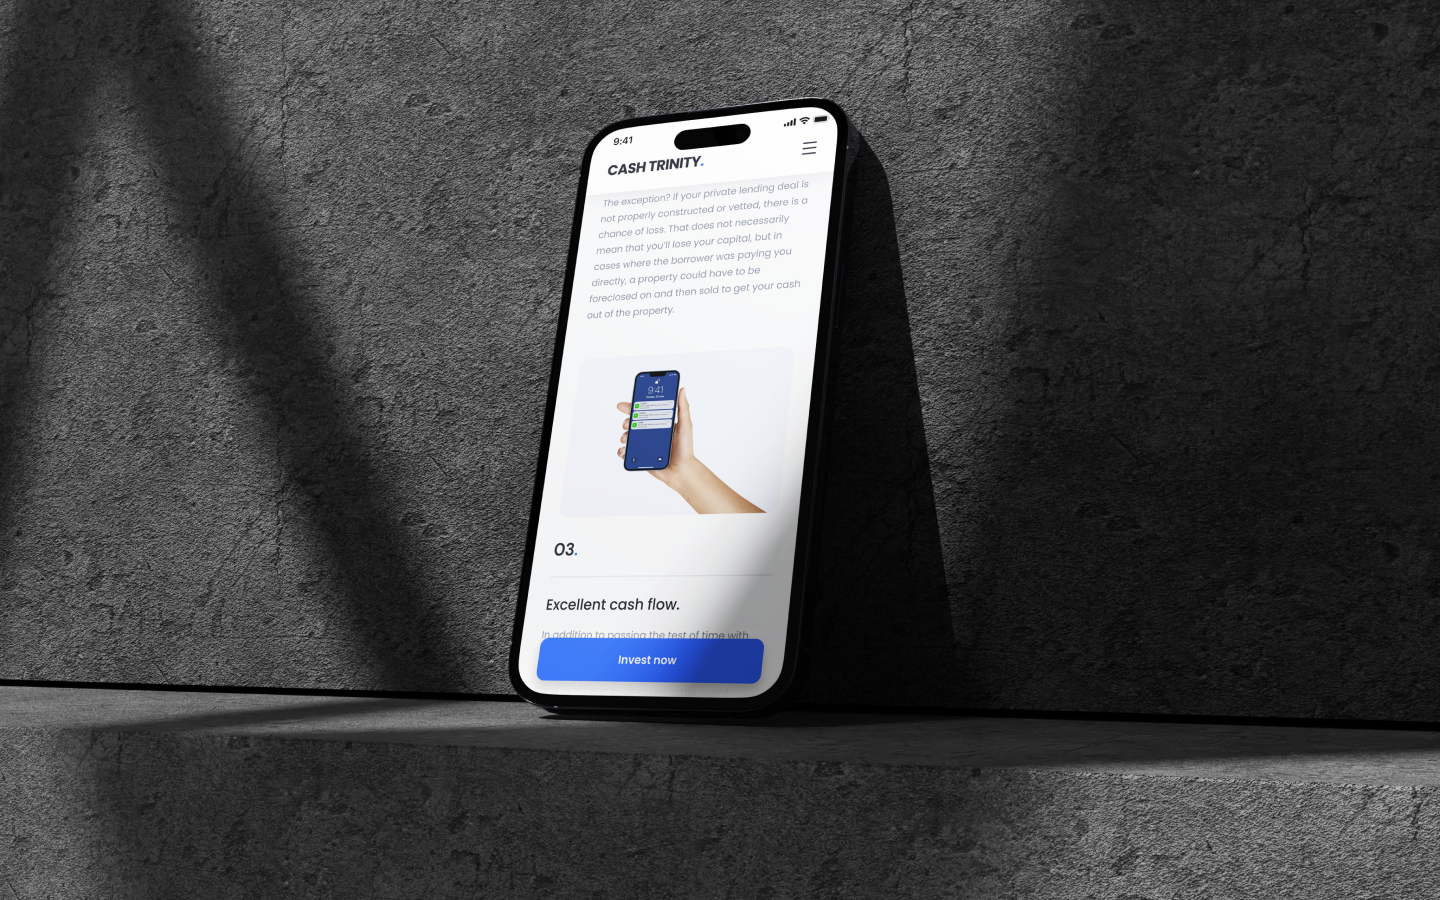 9:41
CASH TRINITY.
The exception? If your private lending deal is
not properly constructed or vetted, there is a
chance of loss. That does not necessarily
mean that you'll lose your capital, but in
cases where the borrower was paying you
directly, a property could have to be
foreclosed on and then sold to get your cash
out of the property.
9:41
03.
Excellent cash flow.
In addition to passing the test of time with
Invest now